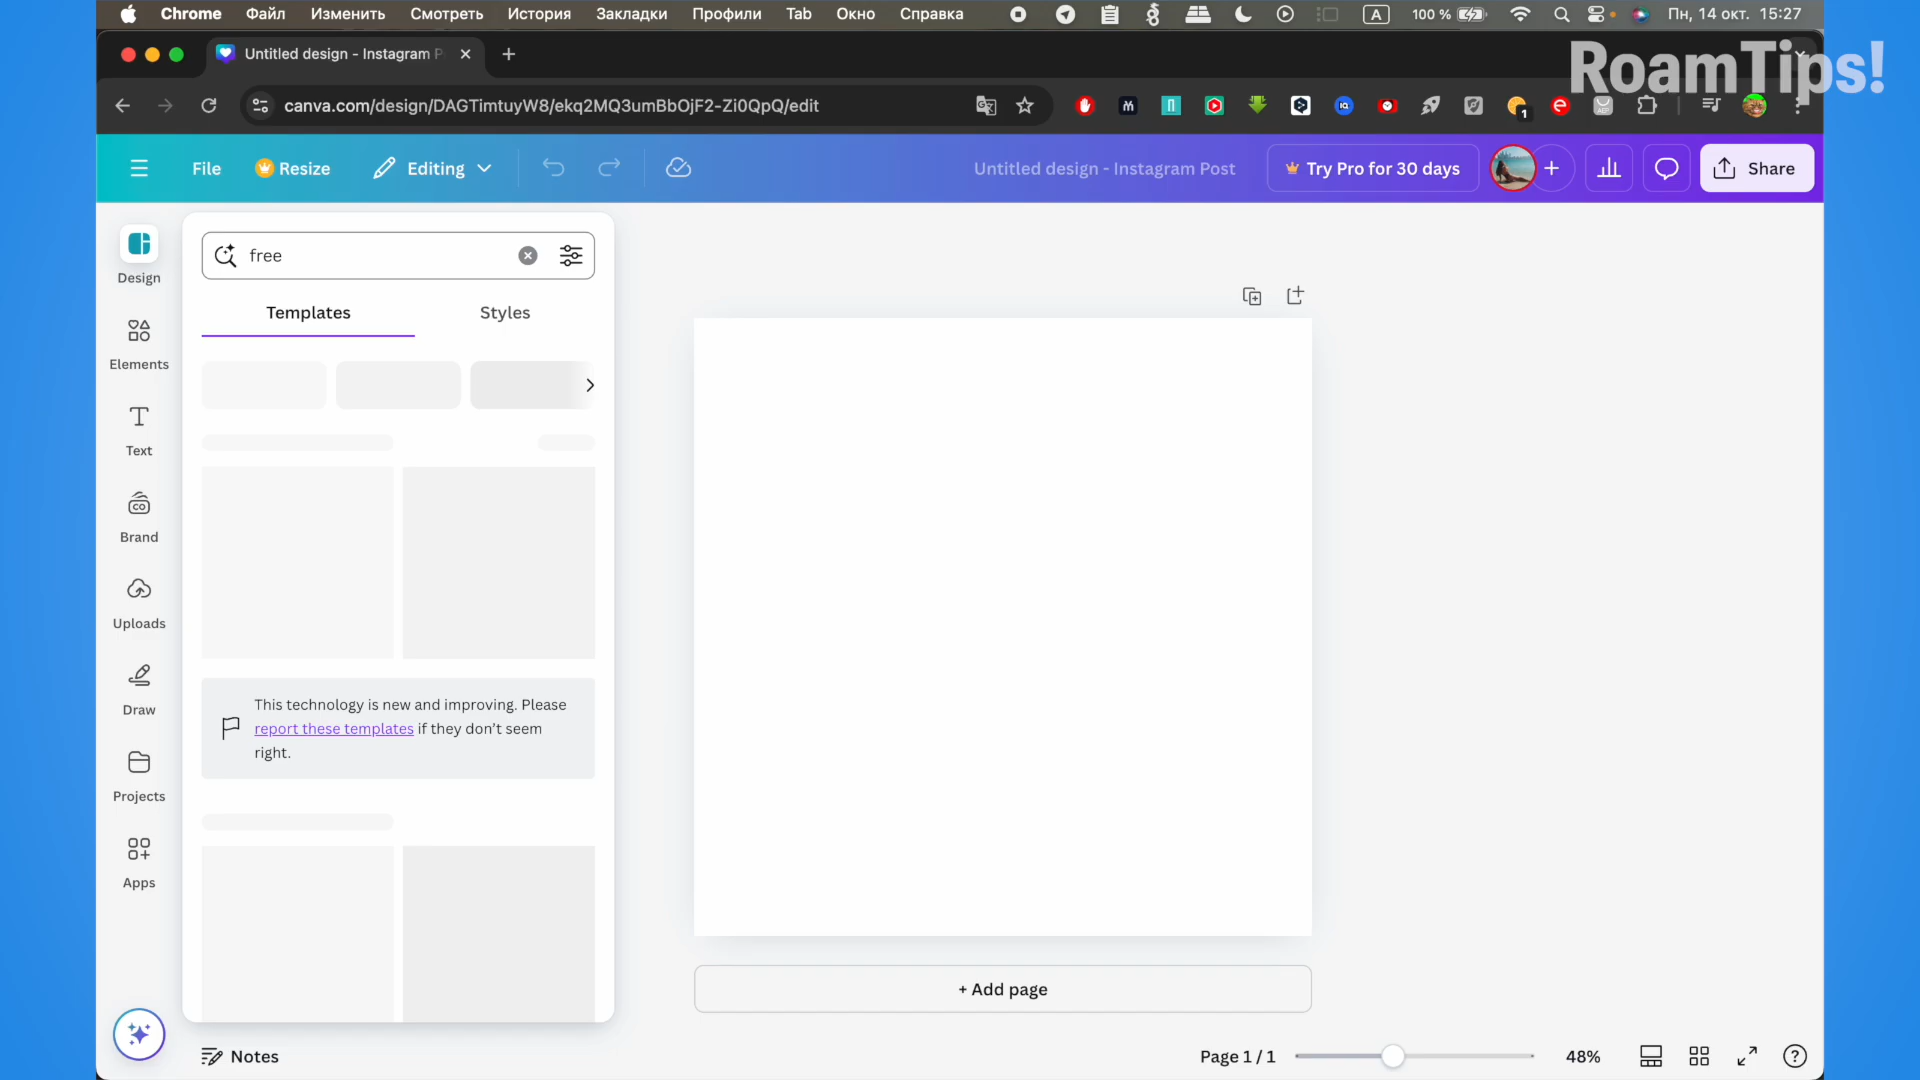 Chrome Файл Изменить Смотреть История Закладки Профили Tab Окно Справка A 100 % Пн, 14 окт. 15:27
RoamTips!
Untitled design - Instagram P
canva.com/design/DAGTimtuyW8/ekq2MQ3umBbOjF2-Zi0QpQ/edit
File Resize Editing Untitled design - Instagram Post Try Pro for 30 days Share
Design
Elements
Text
Brand
Uploads
Draw
Projects
Apps
free
Templates Styles
This technology is new and improving. Please
report these templates if they don’t seem
right.
+ Add page
Notes Page 1 / 1 48%